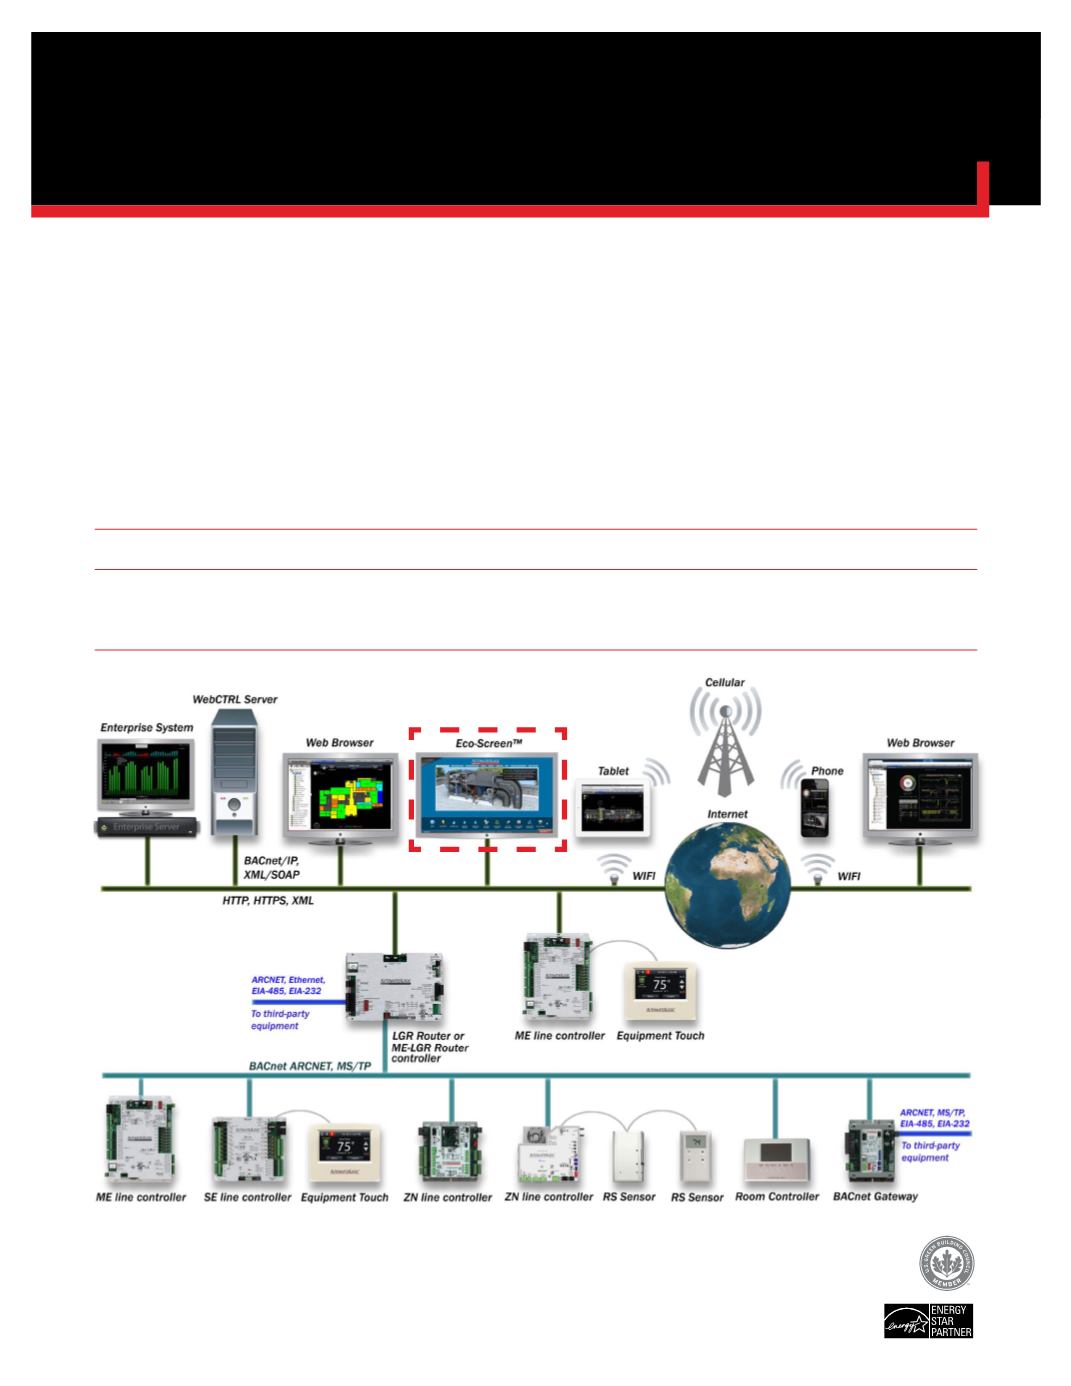 Cellular
WebCTRL Server
Enterprise System
Web Browser
Eco-Screen™
Tablet
Phone
Web Browser
Internet
Enterprise Server
BACnet/IP,
XML/SOAP
WIFI
WIFI
HTTP, HTTPS, XML
ARCNET, Ethernet,
EIA-485, EIA-232
To third-party
equipment
75°
LGR Router or
ME-LGR Router
controller
ME line controller
Equipment Touch
BACnet ARCNET, MS/TP
ARCNET, MS/TP,
EIA-485, EIA-232
To third-party
equipment
75°
ME line controller
SE line controller
Equipment Touch
ZN line controller
ZN line controller
RS Sensor
RS Sensor
Room Controller
BACnet Gateway
U.S. GREEN BUILDING COUNCIL
MEMBER
energy
ENERGY
STAR
PARTNER